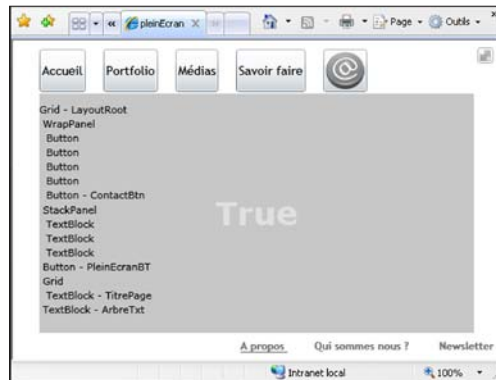 pleinEcran
Page
Outils
Accueil Portfolio Médias Savoir faire @
Grid - LayoutRoot
WrapPanel
Button
Button
Button
Button
Button - ContactBtn
StackPanel
TextBlock
TextBlock
TextBlock
Button - PleinEcranBT
Grid
TextBlock - TitrePage
TextBlock - ArbreTxt
True
A propos Qui sommes nous ? Newsletter
Intranet local 100%